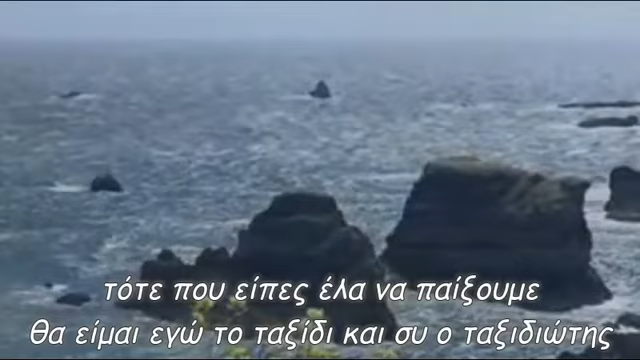 τότε που είπες έλα να παίξουμε
θα είμαι εγώ το ταξίδι και συ ο ταξιδιώτης